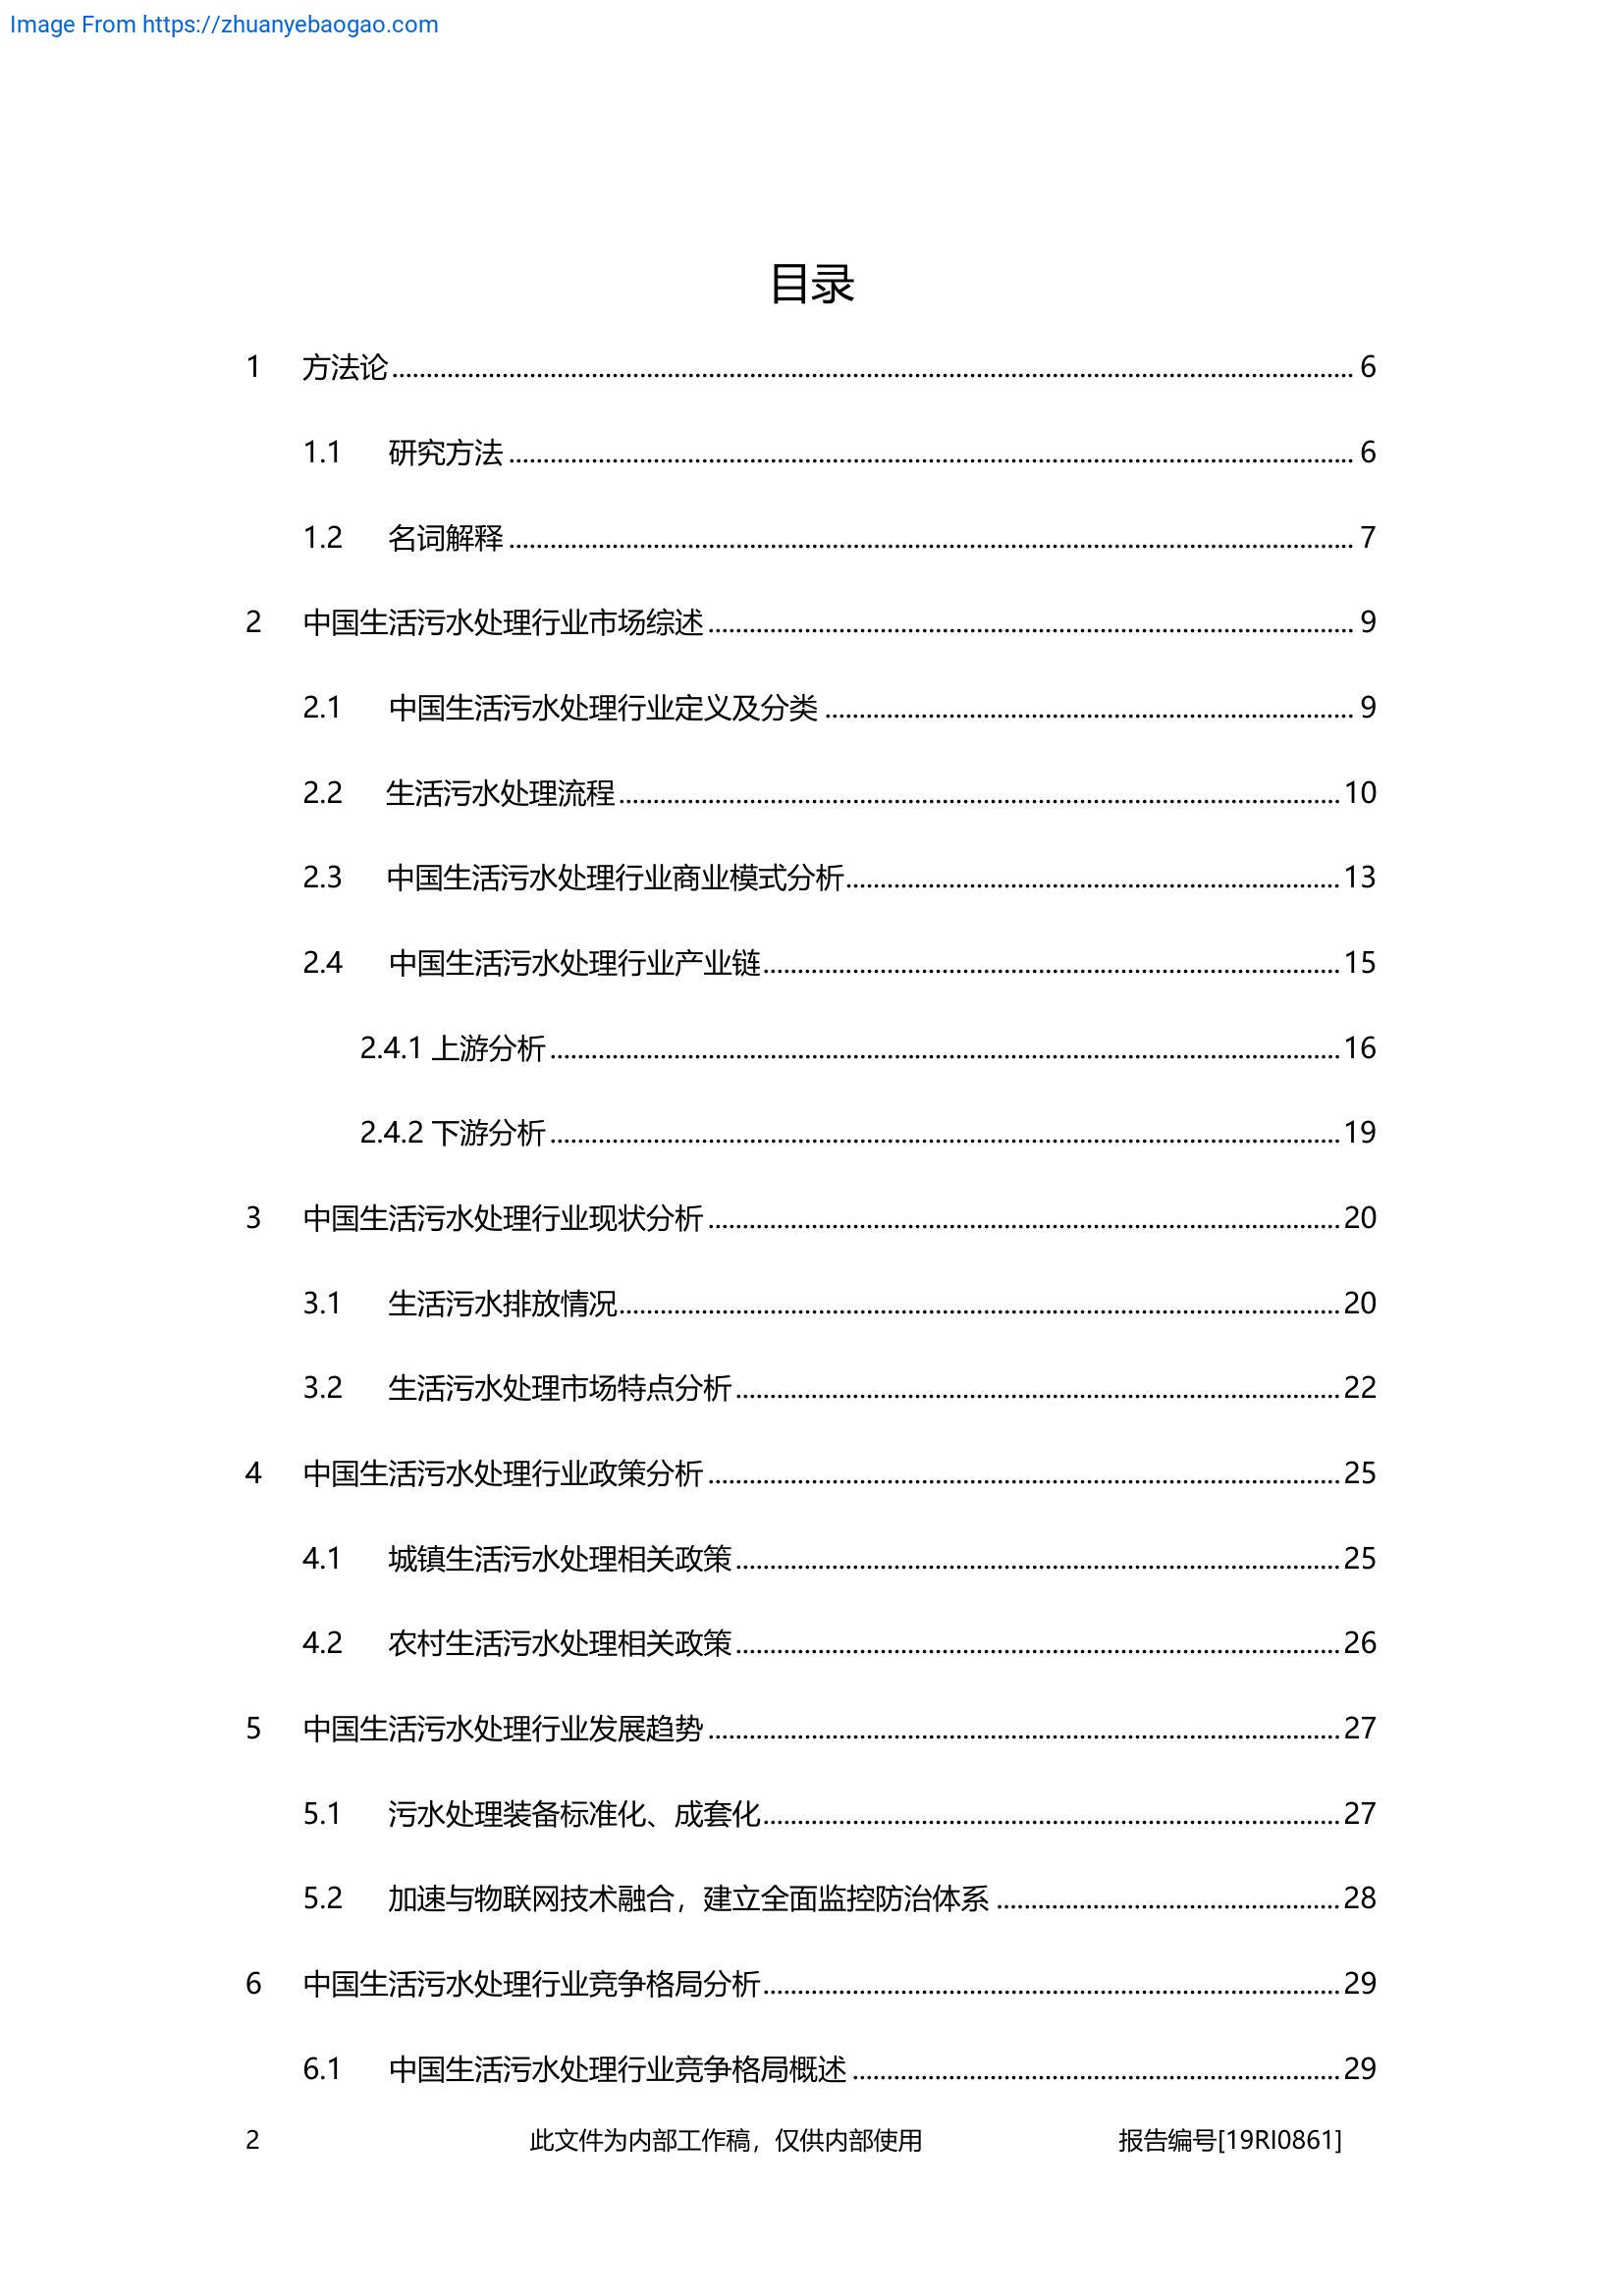 Image From https://zhuanyebaogao.com
目录
1 方法论 6
1.1 研究方法 6
1.2 名词解释 7
2 中国生活污水处理行业市场综述 9
2.1 中国生活污水处理行业定义及分类 9
2.2 生活污水处理流程 10
2.3 中国生活污水处理行业商业模式分析 13
2.4 中国生活污水处理行业产业链 15
2.4.1 上游分析 16
2.4.2 下游分析 19
3 中国生活污水处理行业现状分析 20
3.1 生活污水排放情况 20
3.2 生活污水处理市场特点分析 22
4 中国生活污水处理行业政策分析 25
4.1 城镇生活污水处理相关政策 25
4.2 农村生活污水处理相关政策 26
5 中国生活污水处理行业发展趋势 27
5.1 污水处理装备标准化、成套化 27
5.2 加速与物联网技术融合，建立全面监控防治体系 28
6 中国生活污水处理行业竞争格局分析 29
6.1 中国生活污水处理行业竞争格局概述 29
2 此文件为内部工作稿，仅供内部使用 报告编号[19RI0861]